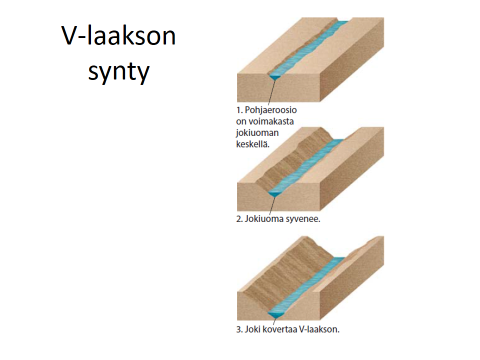 V-laakson
synty
1. Pohjaeroosio
on voimakasta
jokiuoman
keskellä.
2. Jokiuoma syvenee.
3. Joki kovertaa V-laakson.